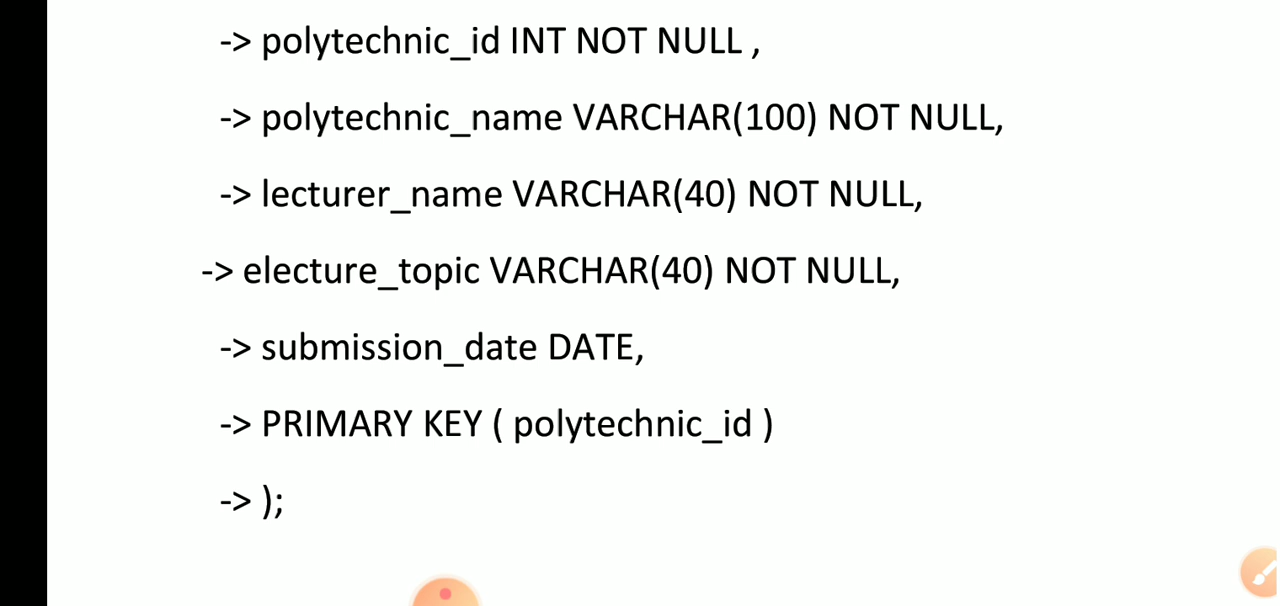 -> polytechnic_id INT NOT NULL ,
-> polytechnic_name VARCHAR(100) NOT NULL,
-> lecturer_name VARCHAR(40) NOT NULL,
-> electure_topic VARCHAR(40) NOT NULL,
-> submission_date DATE,
-> PRIMARY KEY ( polytechnic_id )
-> );